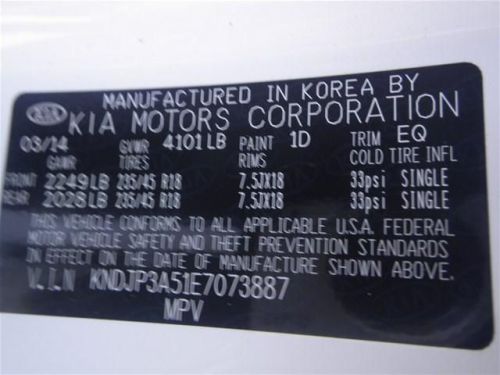 MANUFACTURED IN KOREA BY
KIA KIA MOTORS CORPORATION
03/14 GVWR 4101LB PAINT 1D TRIM EQ
GAWR TIRES RIMS COLD TIRE INFL
FRONT 2249LB 235/45 R18 7.5JX18 33psi SINGLE
REAR 2028LB 235/45 R18 7.5JX18 33psi SINGLE
THIS VEHICLE CONFORMS TO ALL APPLICABLE U.S.A. FEDERAL
MOTOR VEHICLE SAFETY AND THEFT PREVENTION STANDARDS
IN EFFECT ON THE DATE OF MANUFACTURE SHOWN ABOVE.
V.I.N KNDJP3A51E7073887
MPV